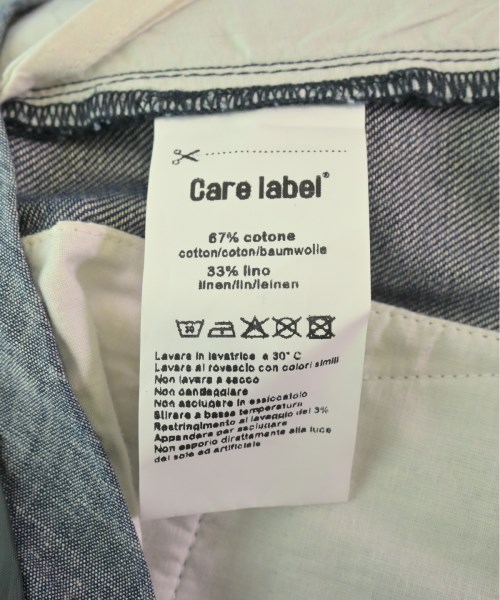 Care label®
67% cotone
cotton/coton/baumwolle
33% lino
linen/lin/leinen
30
Lavare in lavatrice a 30° C
Lavare al rovescio con colori simili
Non lavare a secco
Non candeggiare
Non asciugare in essiccatoio
Stirare a bassa temperatura
Restringimento al lavaggio del 3%
Appendere per asciugare
Non esporlo direttamente alla luce
del sole ed artificiale